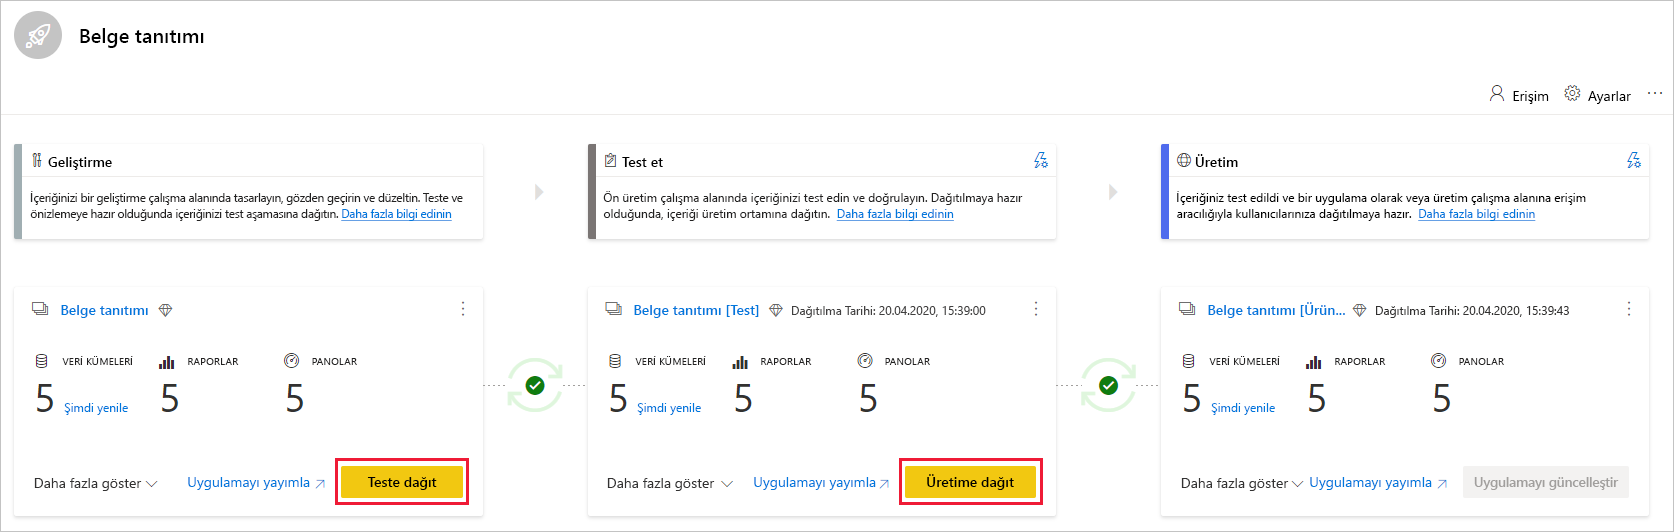 Belge tanıtımı
Erişim Ayarlar ...
Geliştirme
İçeriğinizi bir geliştirme çalışma alanında tasarlayın, gözden geçirin ve düzeltin. Teste ve
önizlemeye hazır olduğunda içeriğinizi test aşamasına dağıtın. Daha fazla bilgi edinin
Test et
Ön üretim çalışma alanında içeriğinizi test edin ve doğrulayın. Dağıtılmaya hazır
olduğunda, içeriği üretim ortamına dağıtın. Daha fazla bilgi edinin
Üretim
İçeriğiniz test edildi ve bir uygulama olarak veya üretim çalışma alanına erişim
aracılığıyla kullanıcılarınıza dağıtılmaya hazır. Daha fazla bilgi edinin
Belge tanıtımı
VERİ KÜMELERİ RAPORLAR PANOLAR
5 Şimdi yenile 5 5
Daha fazla göster Uygulamayı yayımla Teste dağıt
Belge tanıtımı [Test] Dağıtılma Tarihi: 20.04.2020, 15:39:00
VERİ KÜMELERİ RAPORLAR PANOLAR
5 Şimdi yenile 5 5
Daha fazla göster Uygulamayı yayımla Üretime dağıt
Belge tanıtımı [Ürün... Dağıtılma Tarihi: 20.04.2020, 15:39:43
VERİ KÜMELERİ RAPORLAR PANOLAR
5 Şimdi yenile 5 5
Daha fazla göster Uygulamayı yayımla Uygulamayı güncelleştir